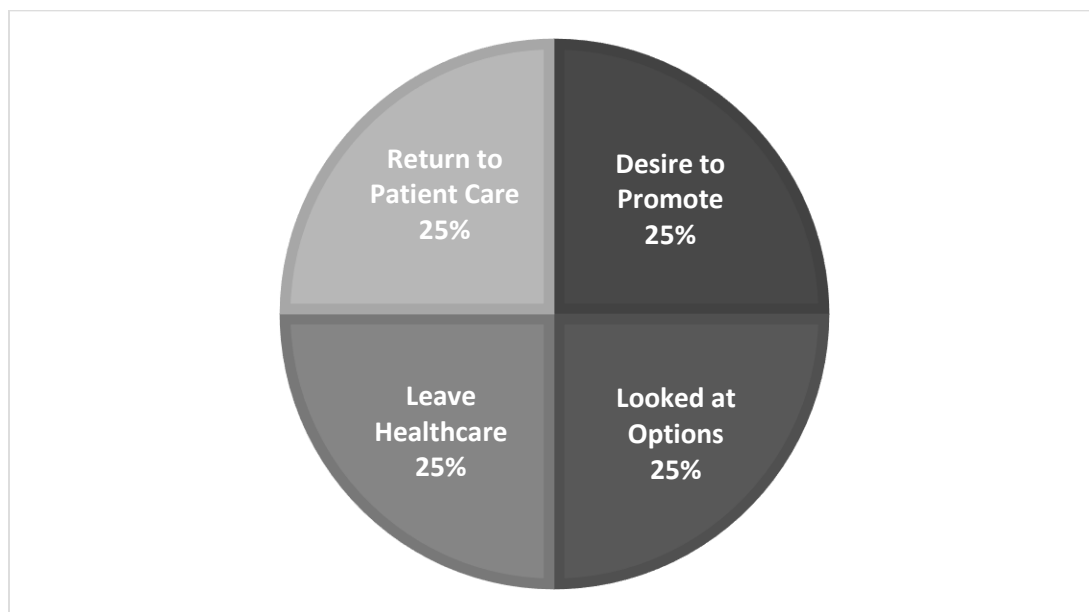 Return to
Patient Care
25%
Desire to
Promote
25%
Leave
Healthcare
25%
Looked at
Options
25%